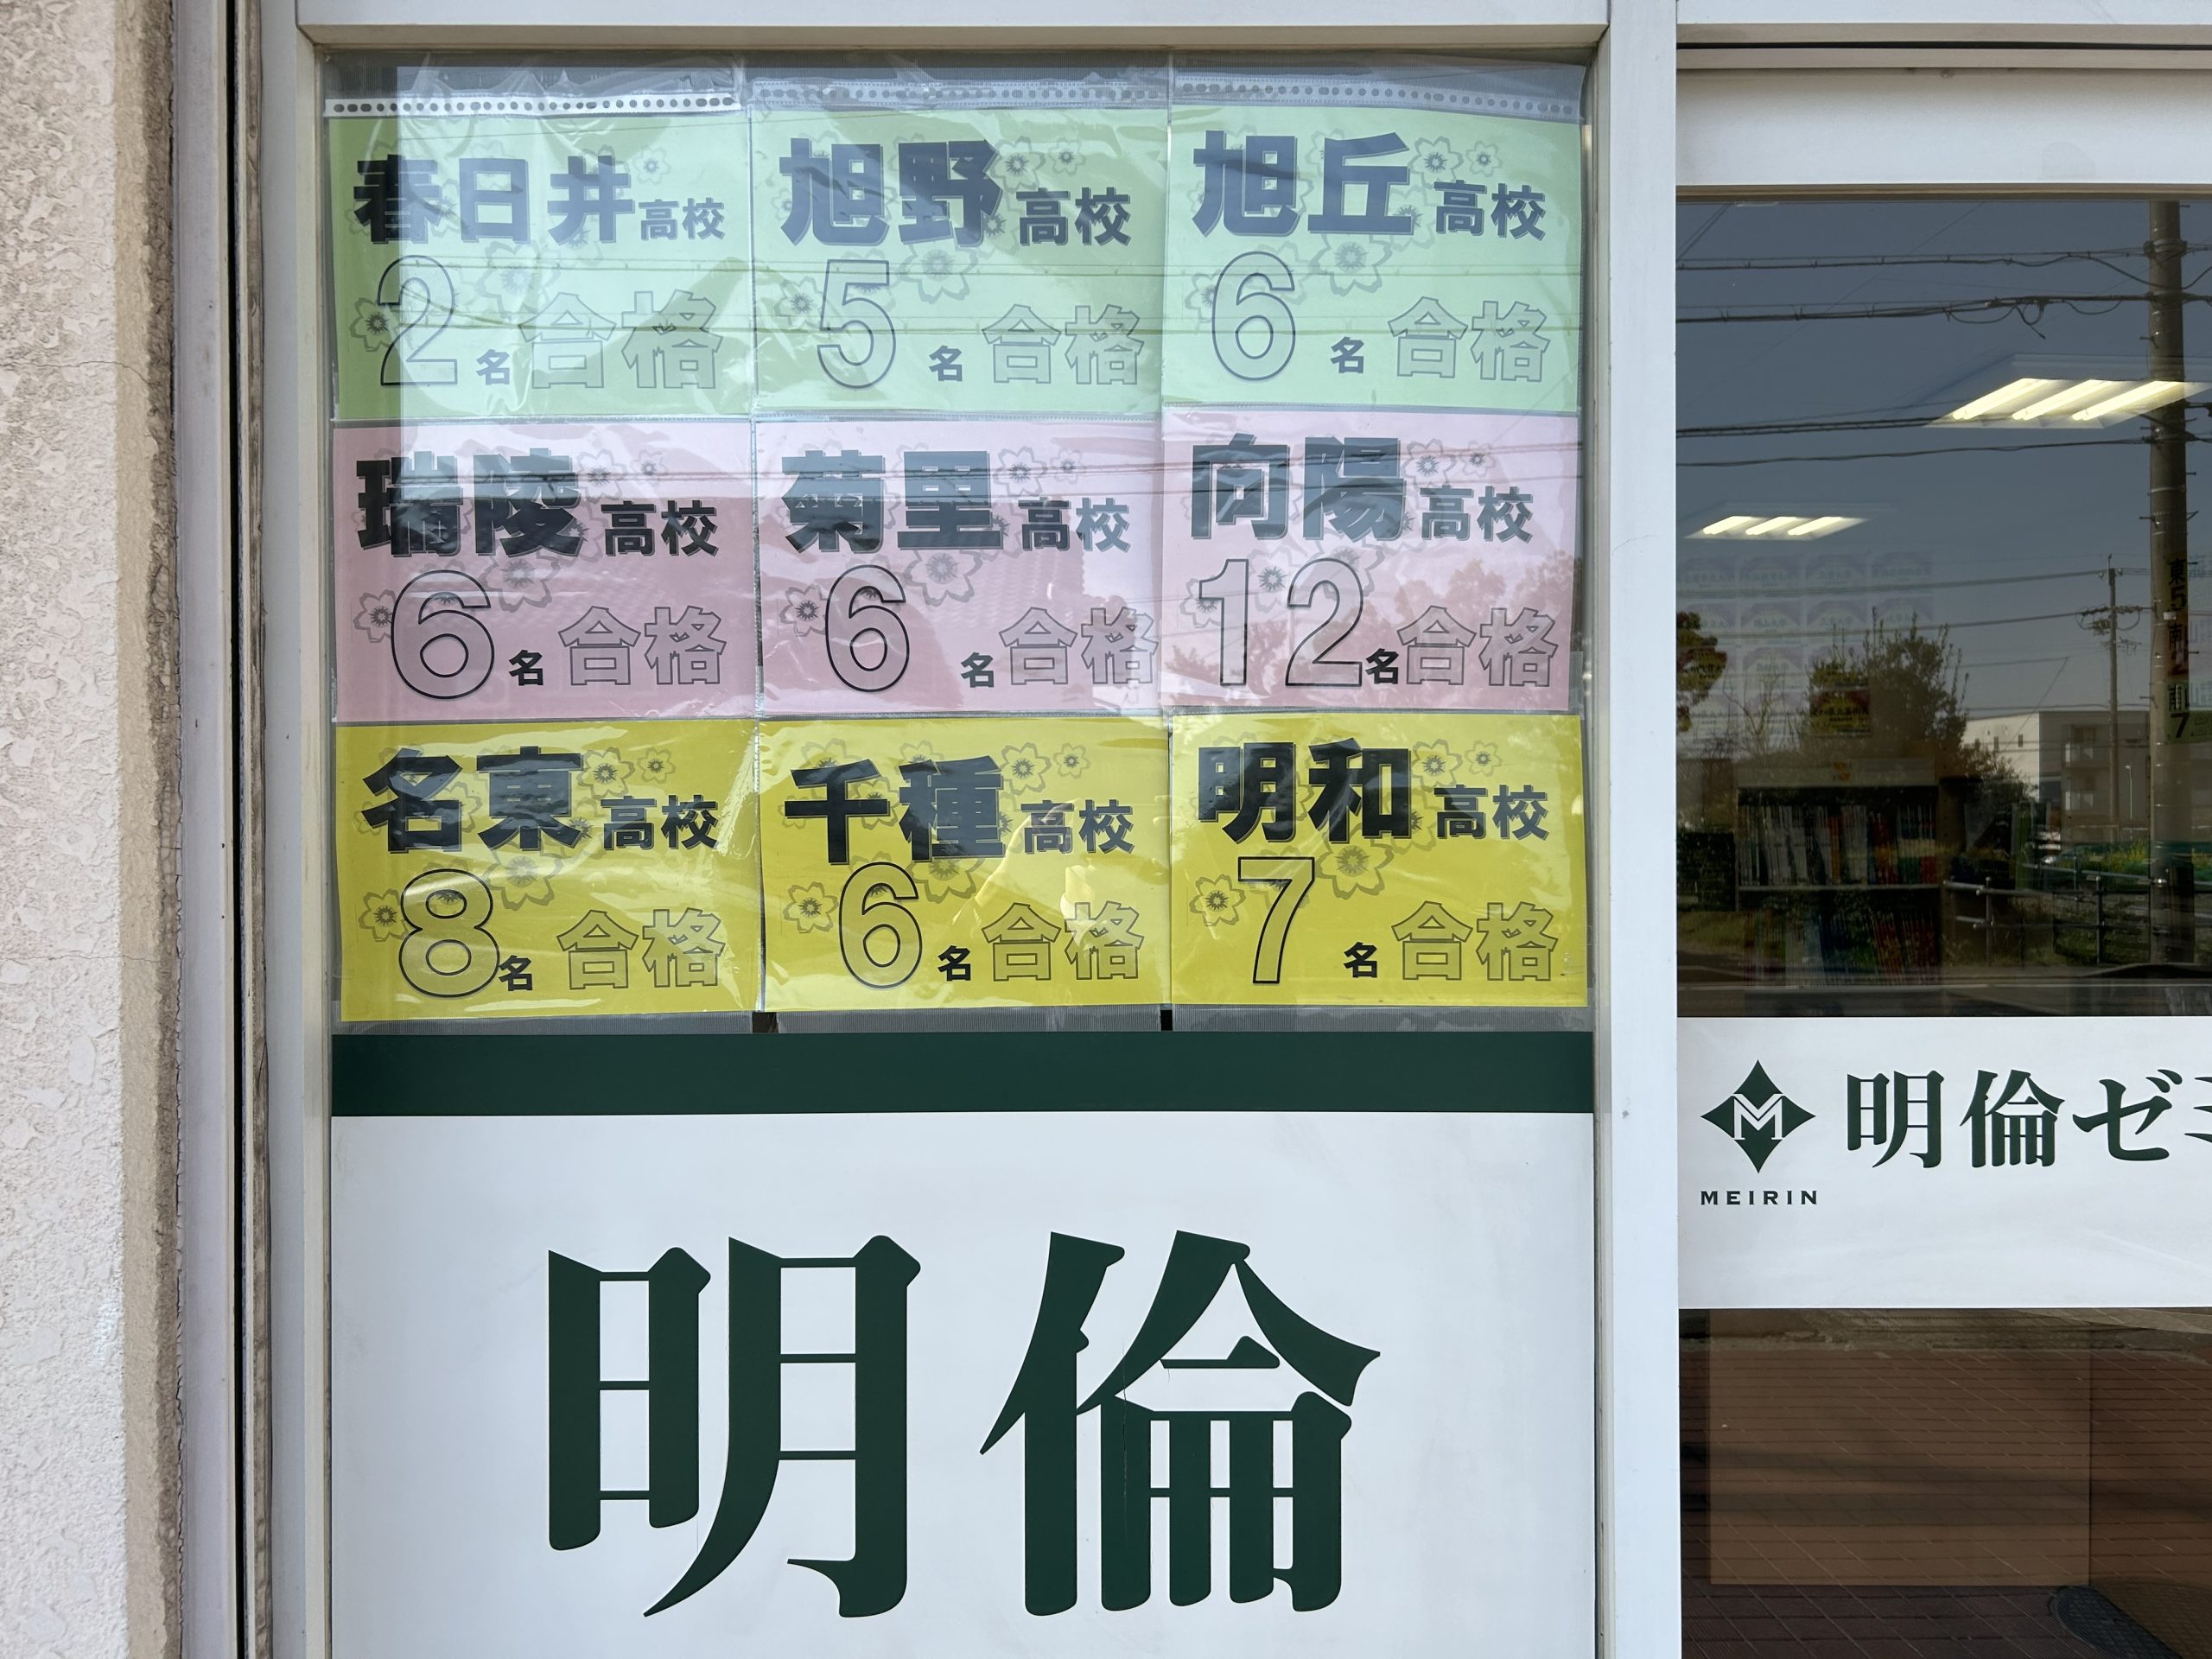 春日井高校
2名合格
旭野高校
5名合格
旭丘高校
6名合格
瑞陵高校
6名合格
菊里高校
6名合格
向陽高校
12名合格
名東高校
8名合格
千種高校
6名合格
明和高校
7名合格
明倫
明倫ゼミ
MEIRIN